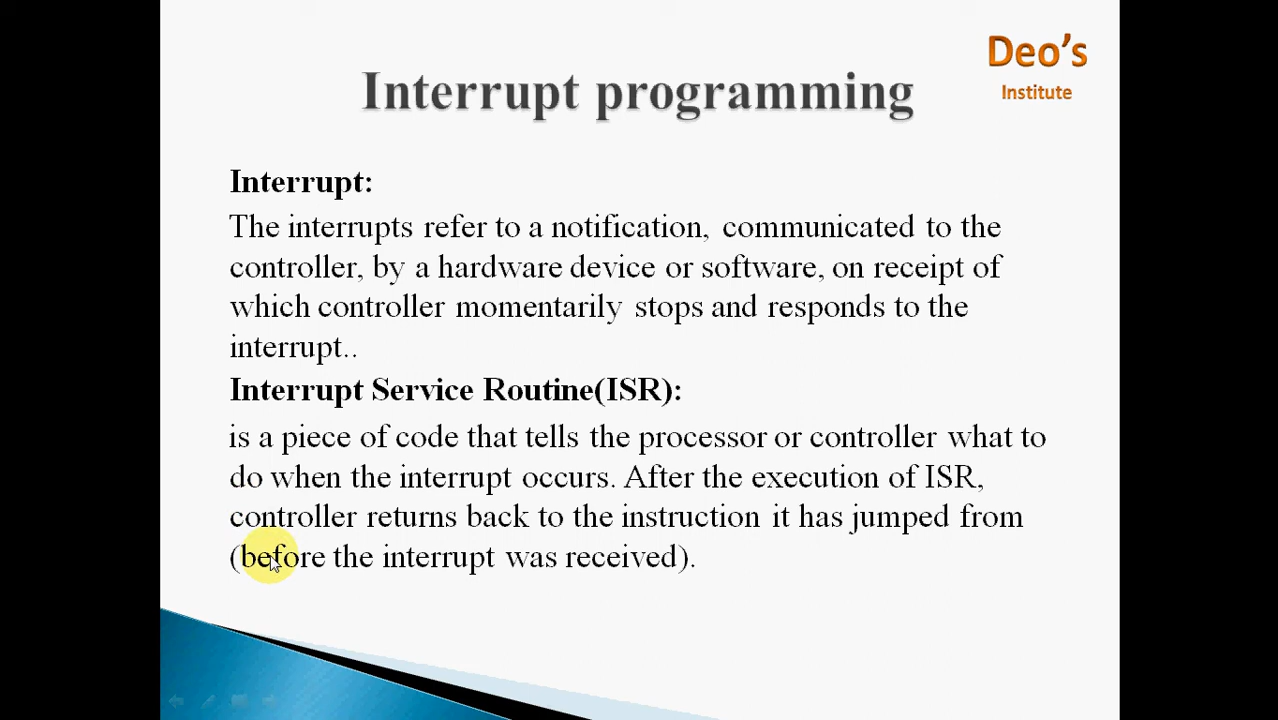 Deo's
Institute
Interrupt programming
Interrupt:
The interrupts refer to a notification, communicated to the
controller, by a hardware device or software, on receipt of
which controller momentarily stops and responds to the
interrupt..
Interrupt Service Routine(ISR):
is a piece of code that tells the processor or controller what to
do when the interrupt occurs. After the execution of ISR,
controller returns back to the instruction it has jumped from
(before the interrupt was received).